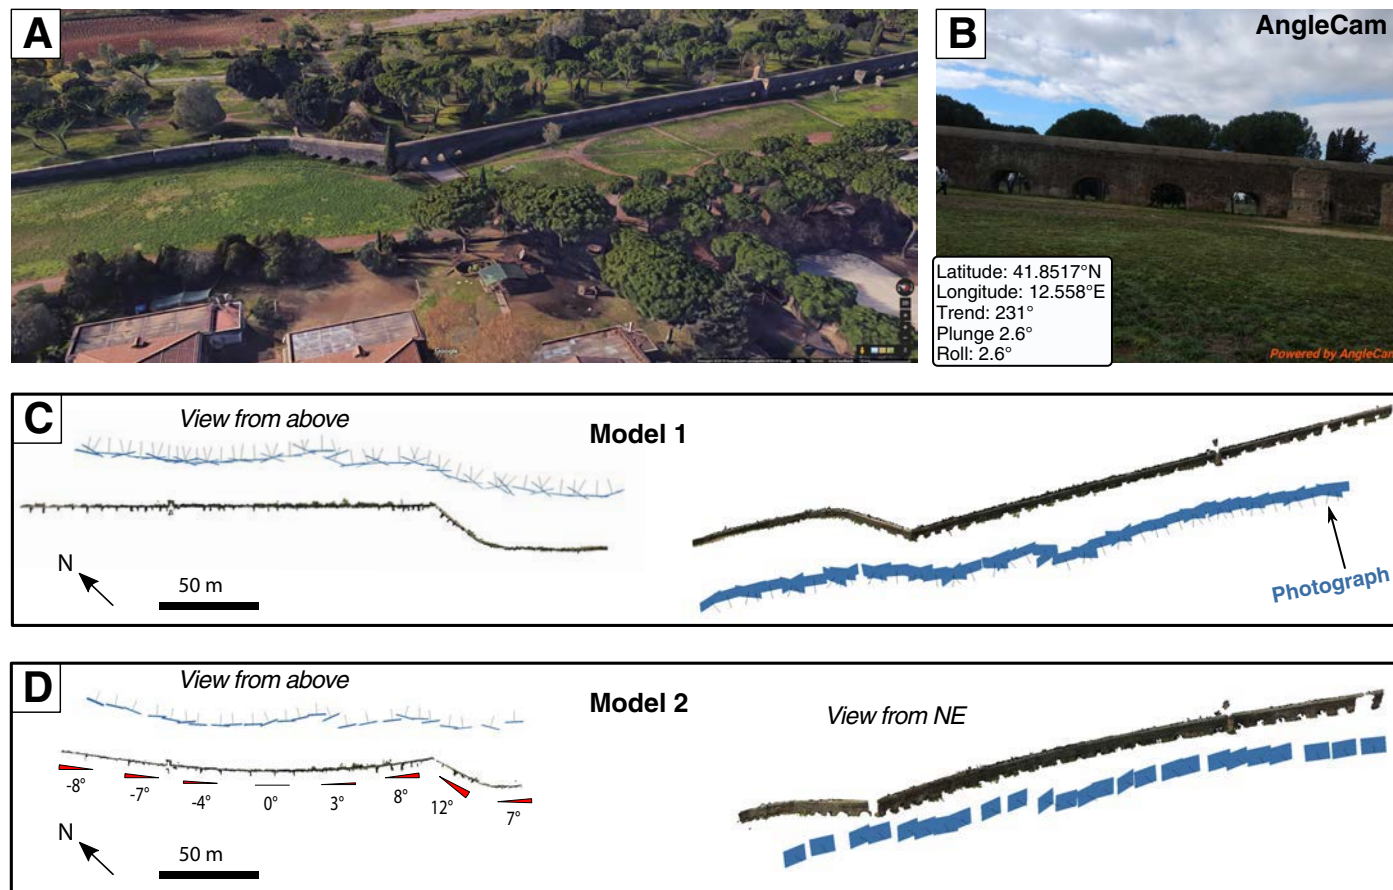 A
Google
B
AngleCam
Latitude: 41.8517°N
Longitude: 12.558°E
Trend: 231°
Plunge 2.6°
Roll: 2.6°
Powered by AngleCam
C
View from above
Model 1
N
50 m
Photograph
D
View from above
Model 2
View from NE
-8°
-7°
-4°
0°
3°
8°
12°
7°
N
50 m